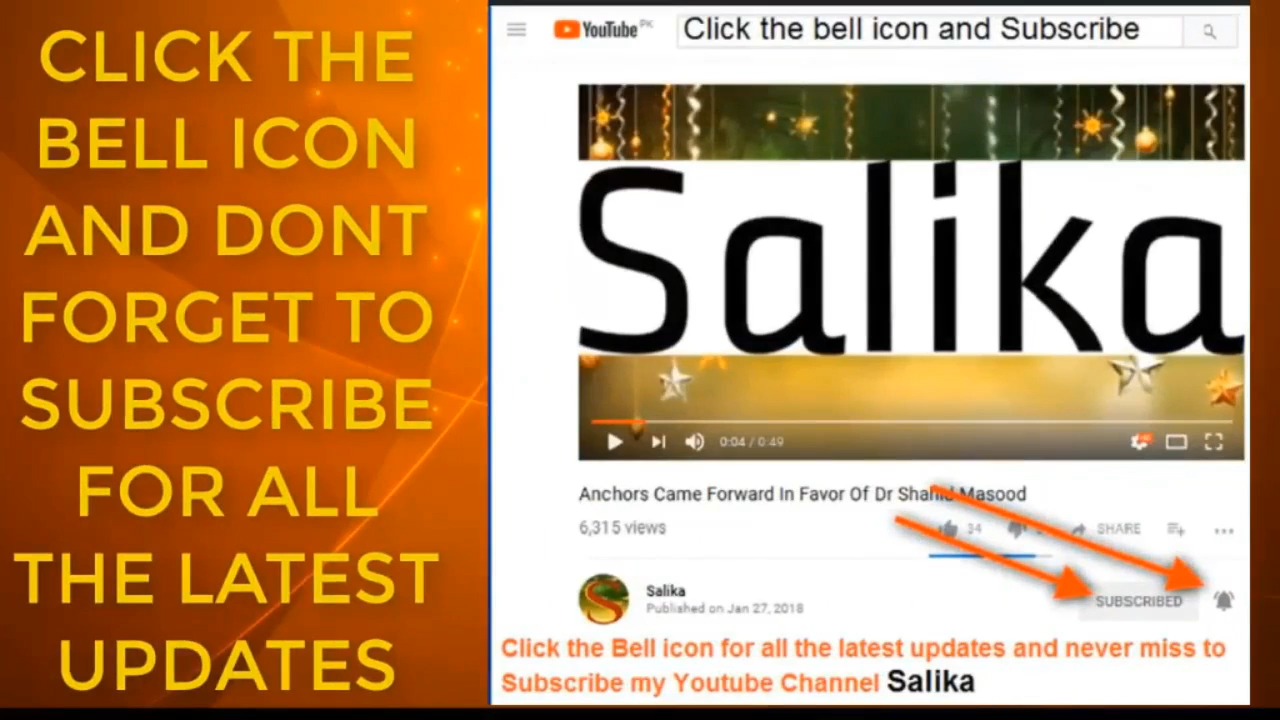 CLICK THE
BELL ICON
AND DONT
FORGET TO
SUBSCRIBE
FOR ALL
THE LATEST
UPDATES
YouTube PK
Click the bell icon and Subscribe
Salika
0:04 / 0:49
Anchors Came Forward In Favor Of Dr Shahid Masood
6,315 views
34
SHARE
Salika
Published on Jan 27, 2018
SUBSCRIBED
Click the Bell icon for all the latest updates and never miss to
Subscribe my Youtube Channel Salika